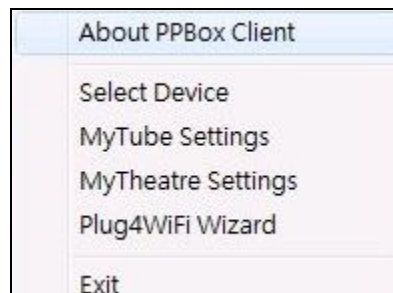 About PPBox Client
Select Device
MyTube Settings
MyTheatre Settings
Plug4WiFi Wizard
Exit